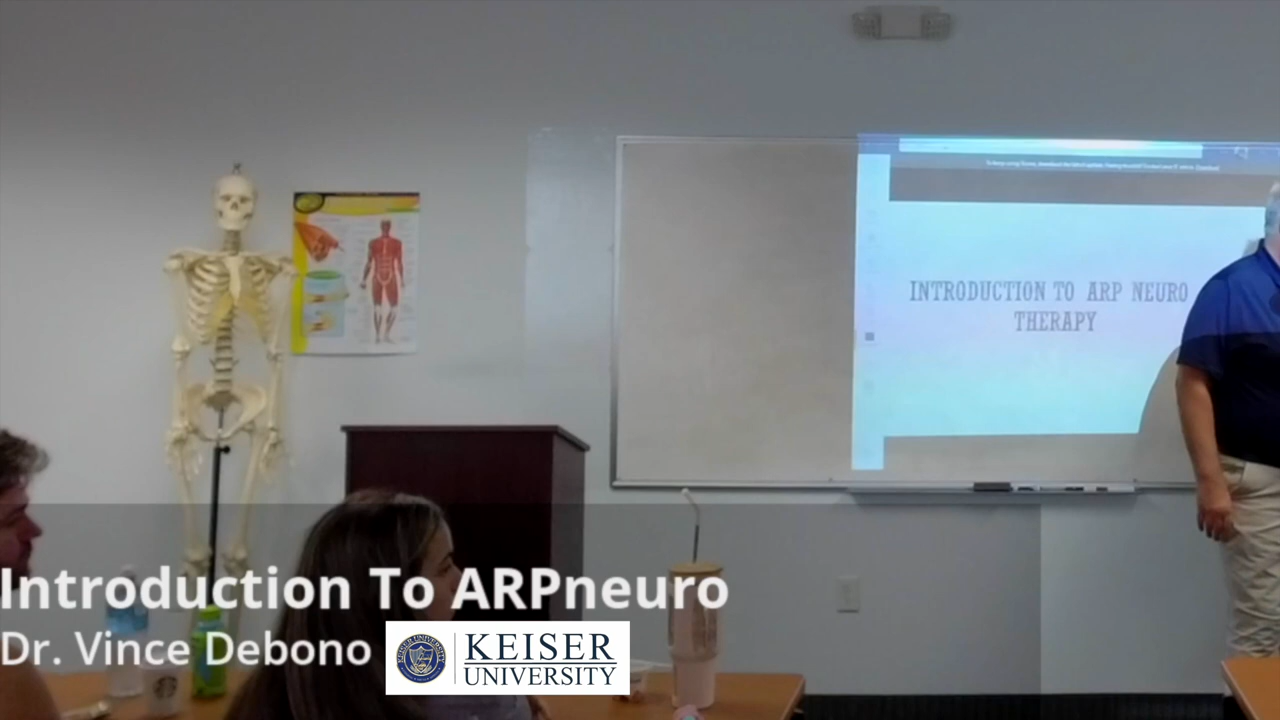 INTRODUCTION TO ARP NEURO
THERAPY
Introduction To ARPneuro
Dr. Vince Debono
KEISER
UNIVERSITY